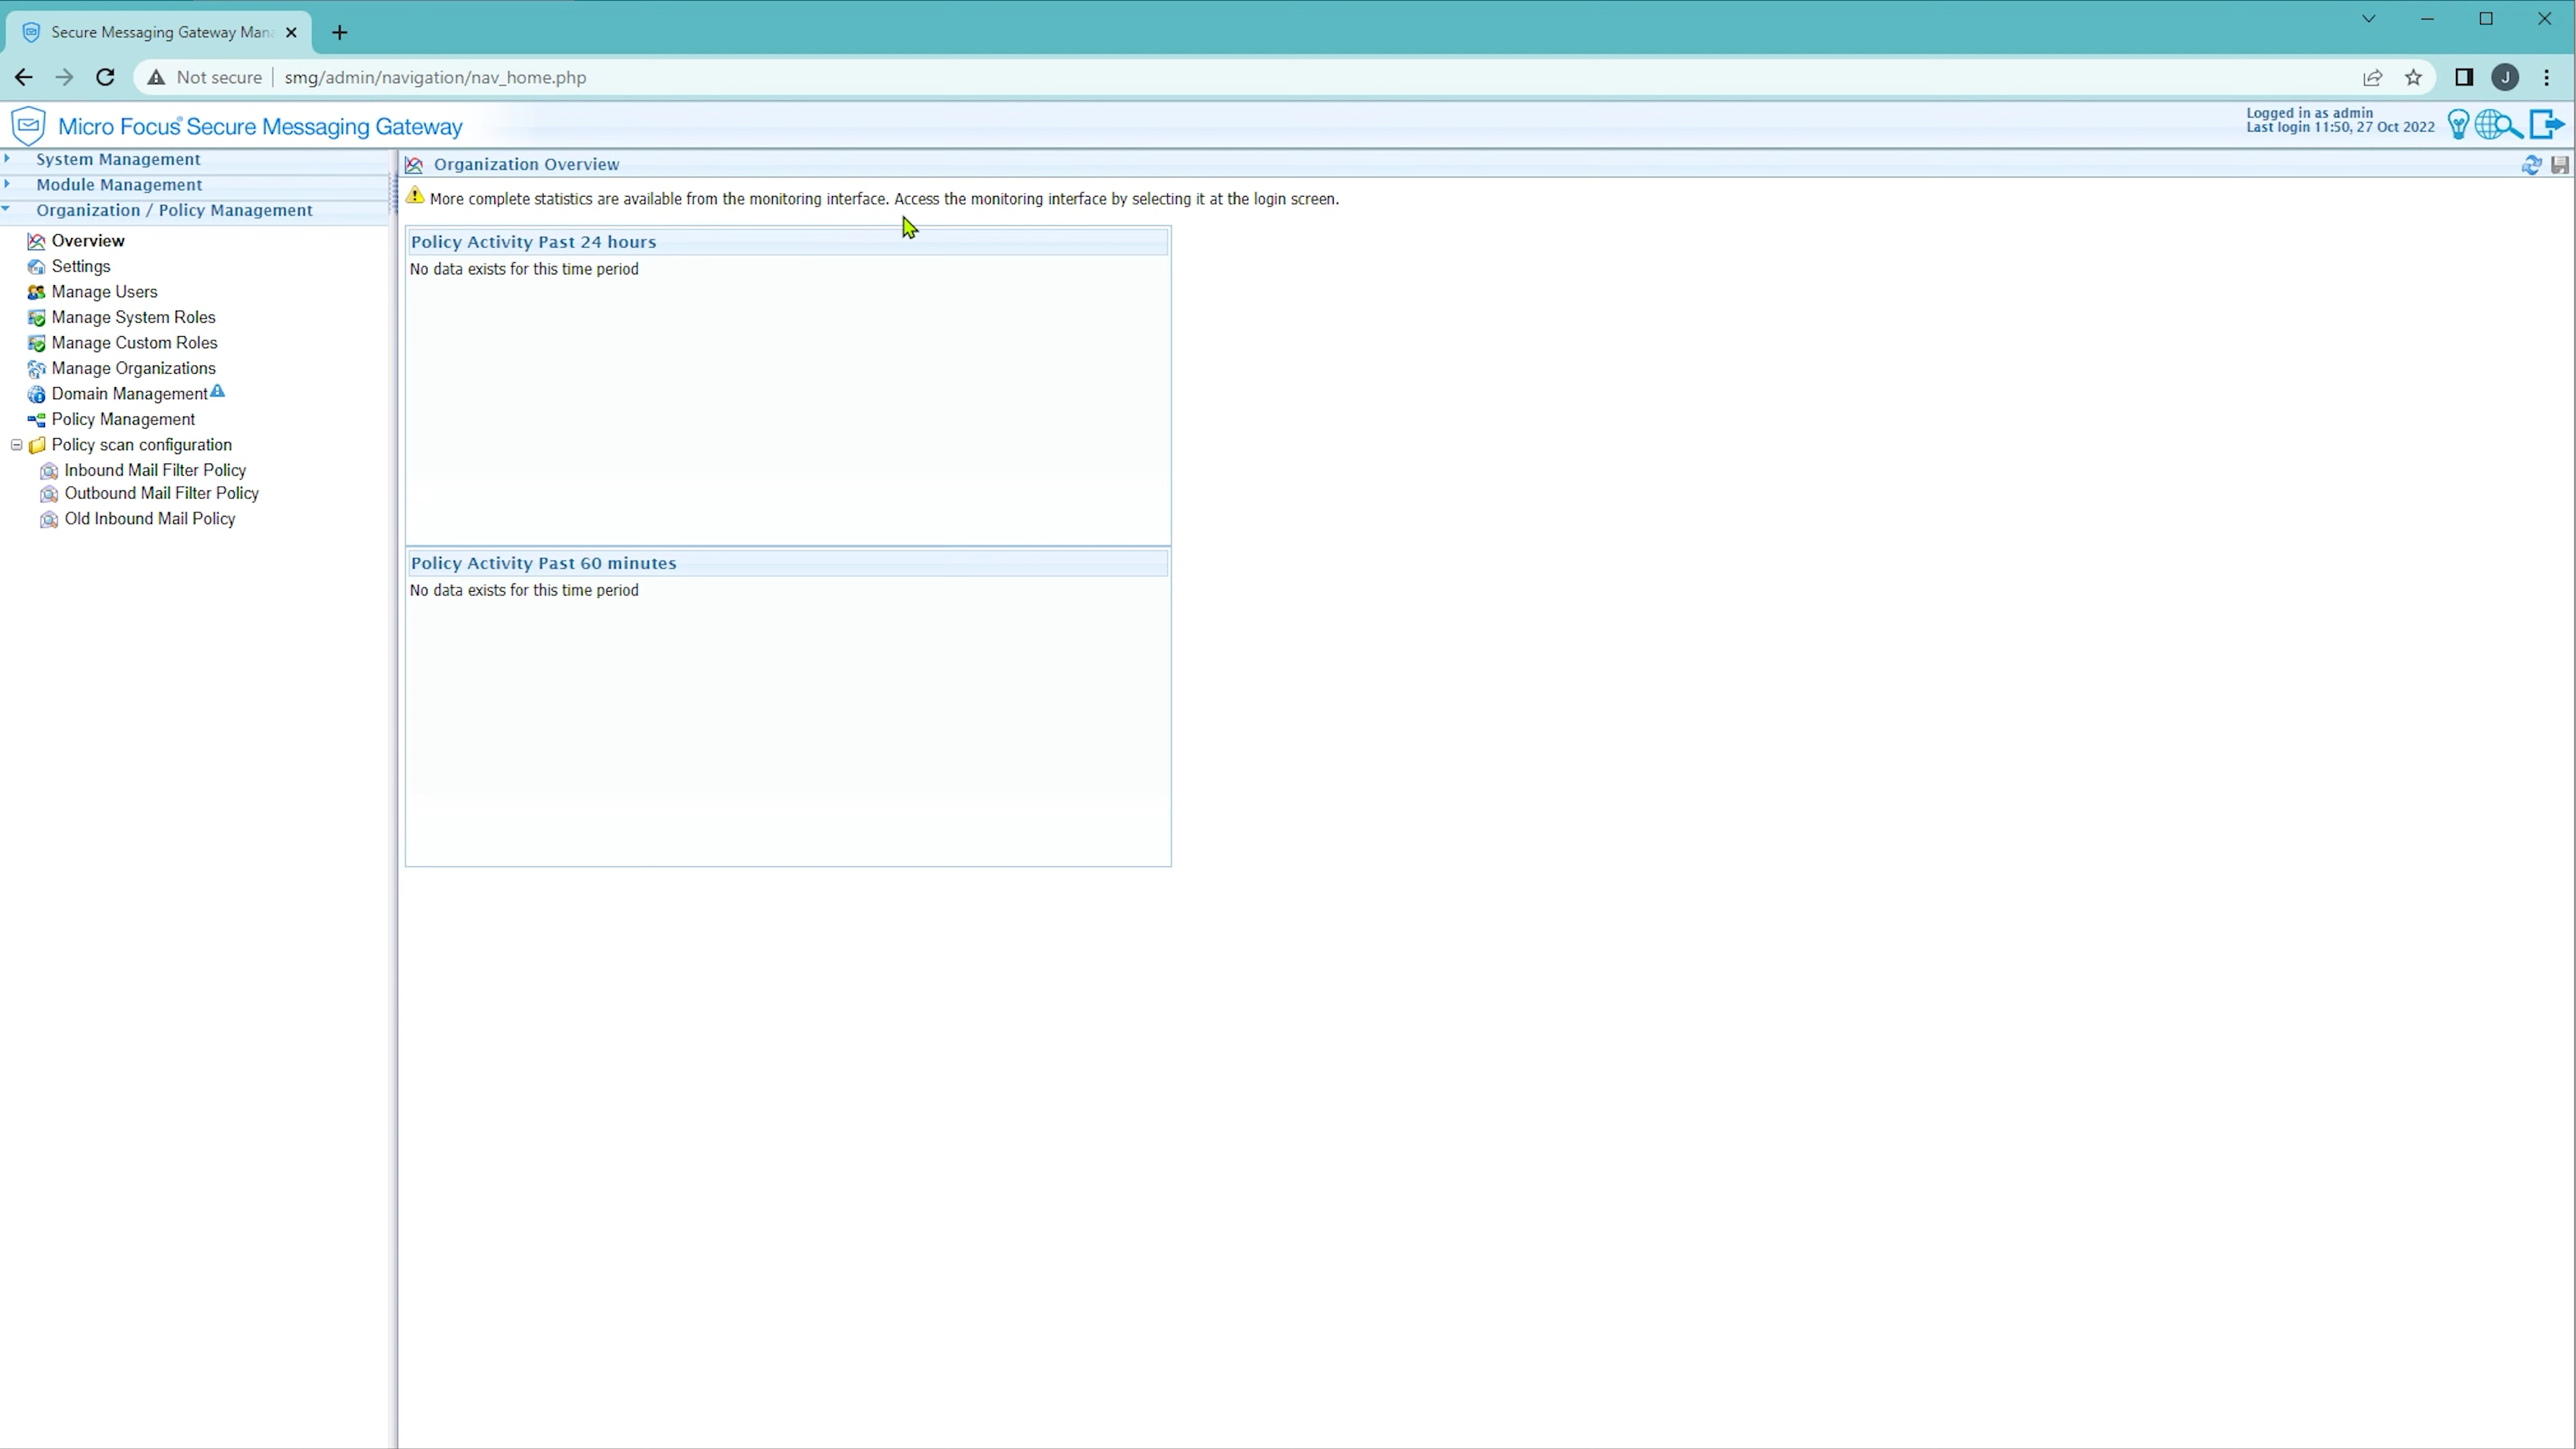 Secure Messaging Gateway Man
Not secure
smg/admin/navigation/nav_home.php
J
Micro Focus® Secure Messaging Gateway
Logged in as admin
Last login 11:50, 27 Oct 2022
System Management
Module Management
Organization / Policy Management
Overview
Settings
Manage Users
Manage System Roles
Manage Custom Roles
Manage Organizations
Domain Management
Policy Management
Policy scan configuration
Inbound Mail Filter Policy
Outbound Mail Filter Policy
Old Inbound Mail Policy
Organization Overview
More complete statistics are available from the monitoring interface. Access the monitoring interface by selecting it at the login screen.
Policy Activity Past 24 hours
No data exists for this time period
Policy Activity Past 60 minutes
No data exists for this time period